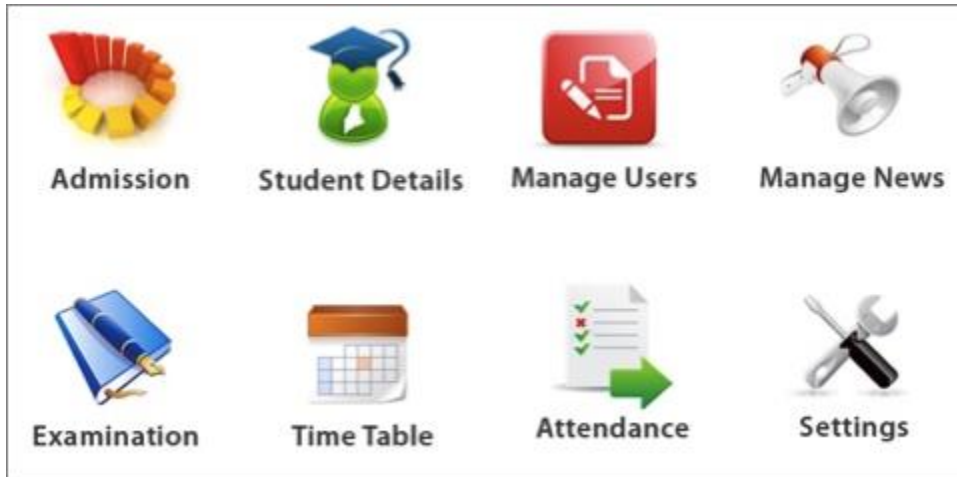 Admission
Student Details
Manage Users
Manage News
Examination
Time Table
Attendance
Settings